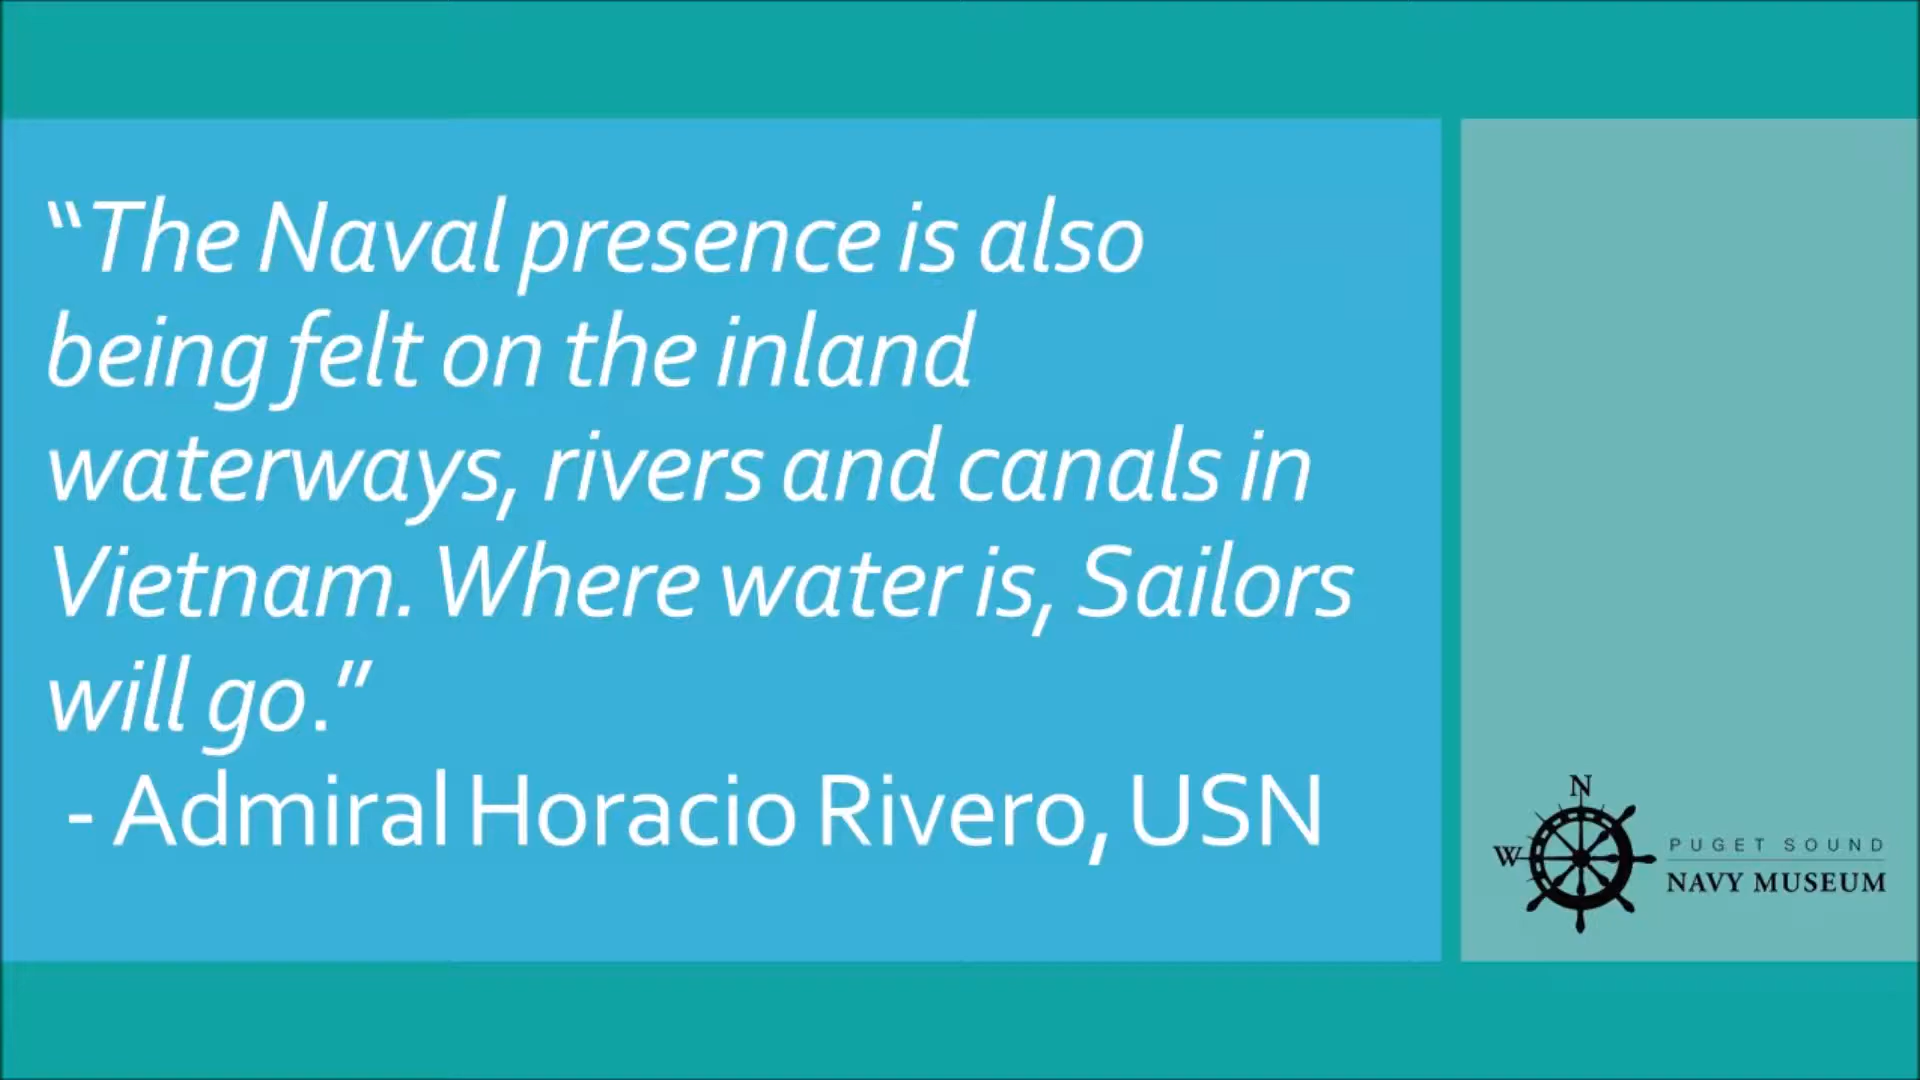 “The Naval presence is also
being felt on the inland
waterways, rivers and canals in
Vietnam. Where water is, Sailors
will go.”
- Admiral Horacio Rivero, USN
N
W
PUGET SOUND
NAVY MUSEUM